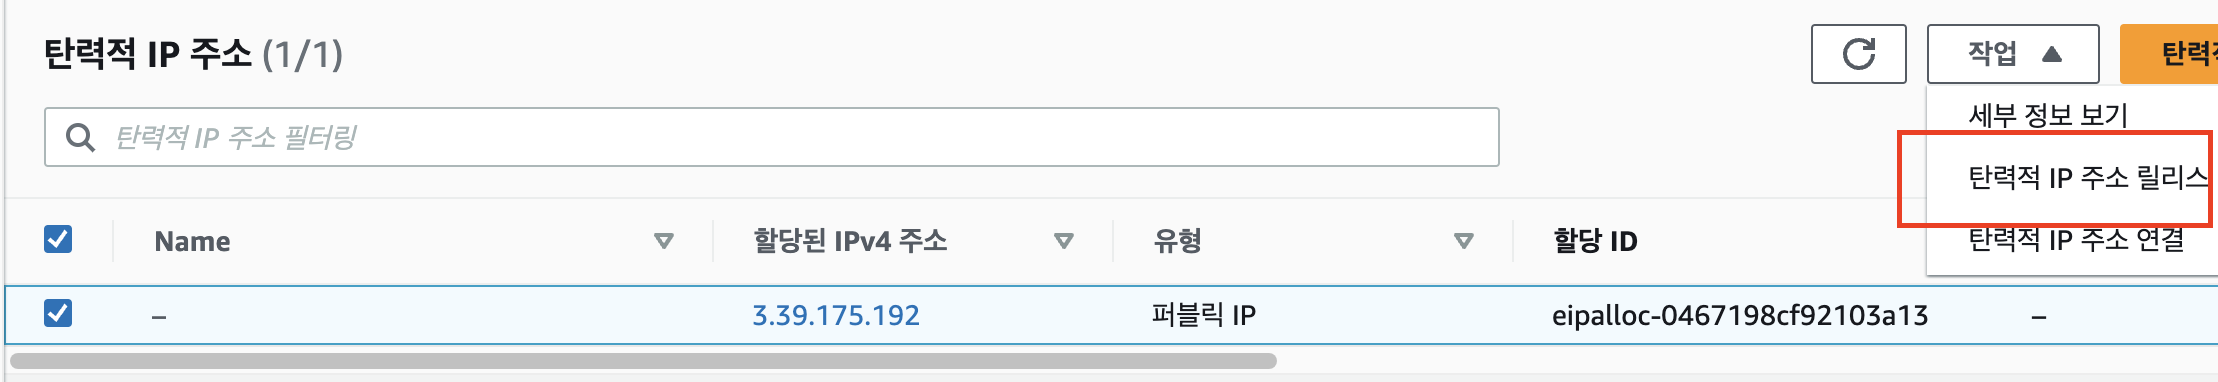 탄력적 IP 주소 (1/1)
작업
탄력
탄력적 IP 주소 필터링
세부 정보 보기
탄력적 IP 주소 릴리스
탄력적 IP 주소 연결
Name
할당된 IPv4 주소
유형
할당 ID
–
3.39.175.192
퍼블릭 IP
eipalloc-0467198cf92103a13
–